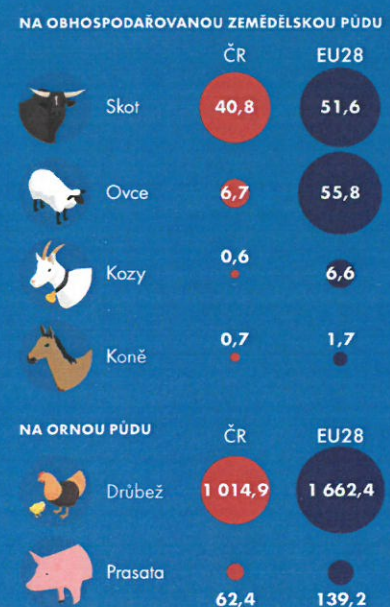 NA OBHOSPODAŘOVANOU ZEMĚDĚLSKOU PŮDU
ČR EU28
Skot 40,8 51,6
Ovce 6,7 55,8
Kozy 0,6 6,6
Koně 0,7 1,7
NA ORNOU PŮDU ČR EU28
Drůbež 1 014,9 1 662,4
Prasata 62,4 139,2